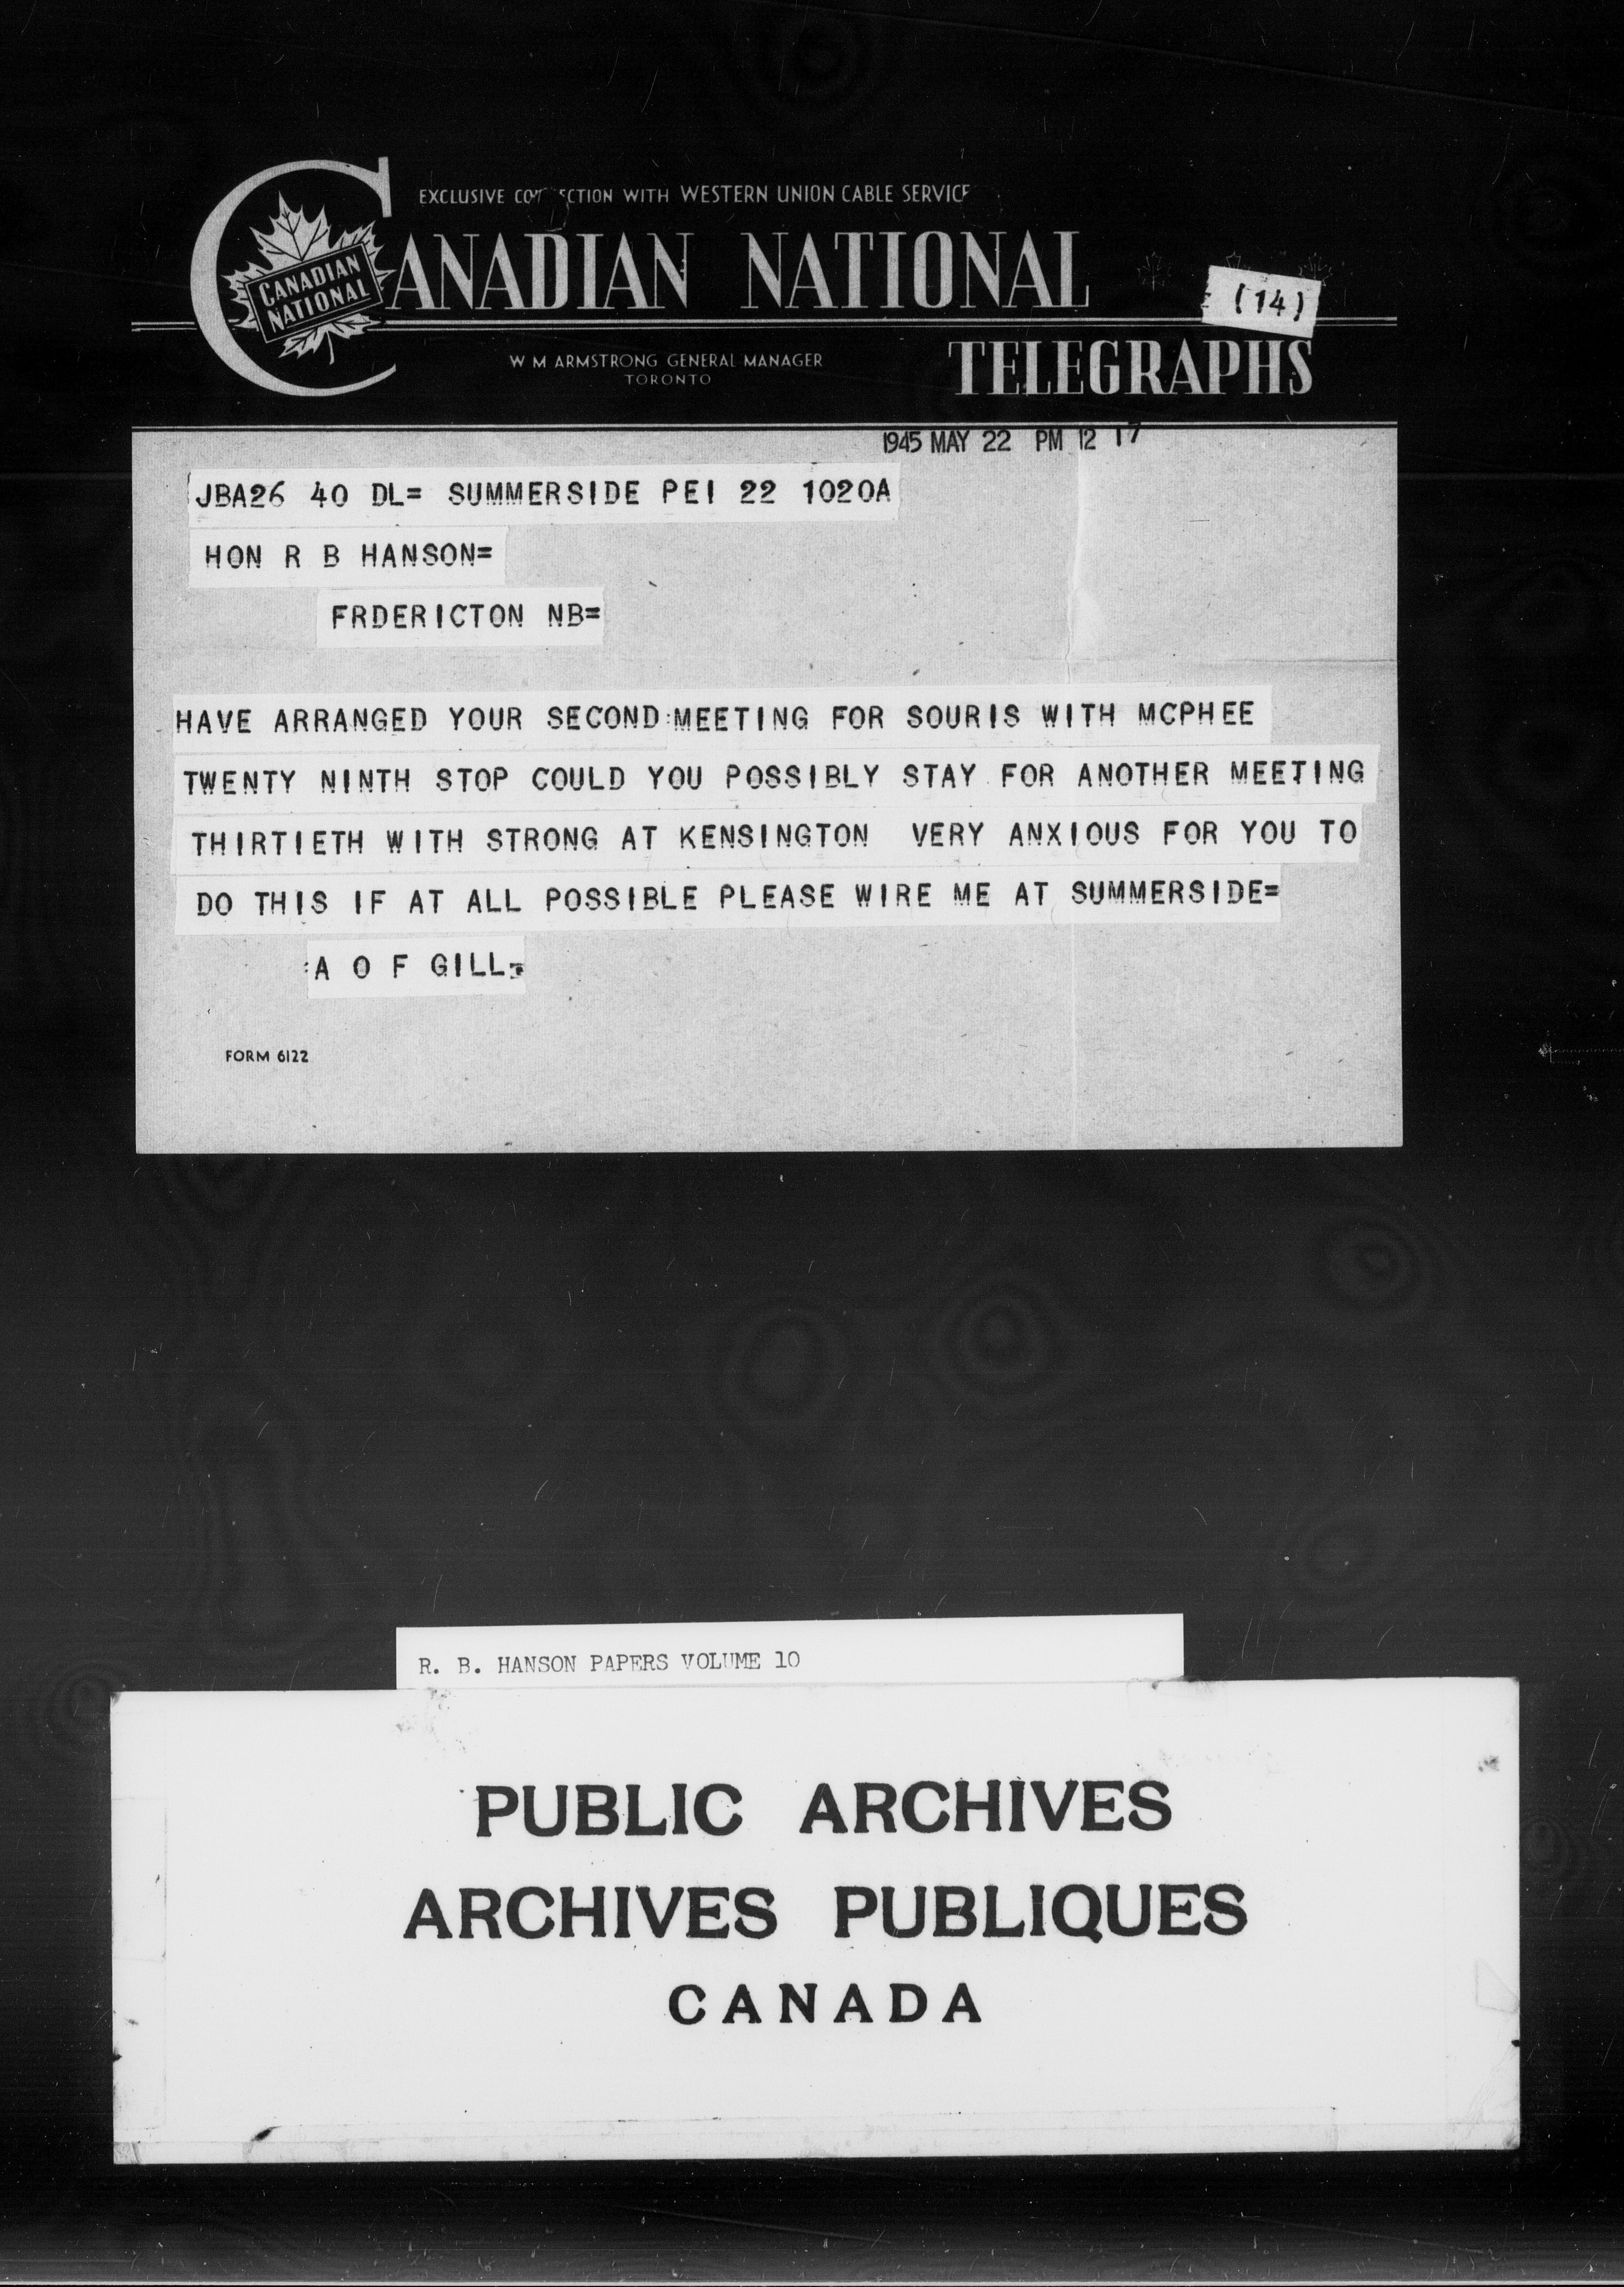 EXCLUSIVE CONNECTION WITH WESTERN UNION CABLE SERVICE
CANADIAN NATIONAL
CANADIAN
NATIONAL
(14)
TELEGRAPHS
W M ARMSTRONG GENERAL MANAGER
TORONTO
1945 MAY 22 PM 12 17
JBA26 40 DL= SUMMERSIDE PEI 22 1020A
HON R B HANSON=
FRDERICTON NB=
HAVE ARRANGED YOUR SECOND:MEETING FOR SOURIS WITH MCPHEE
TWENTY NINTH STOP COULD YOU POSSIBLY STAY FOR ANOTHER MEETING
THIRTIETH WITH STRONG AT KENSINGTON VERY ANXIOUS FOR YOU TO
DO THIS IF AT ALL POSSIBLE PLEASE WIRE ME AT SUMMERSIDE=
:A O F GILL=
FORM 6122
R. B. HANSON PAPERS VOLUME 10
PUBLIC ARCHIVES
ARCHIVES PUBLIQUES
CANADA